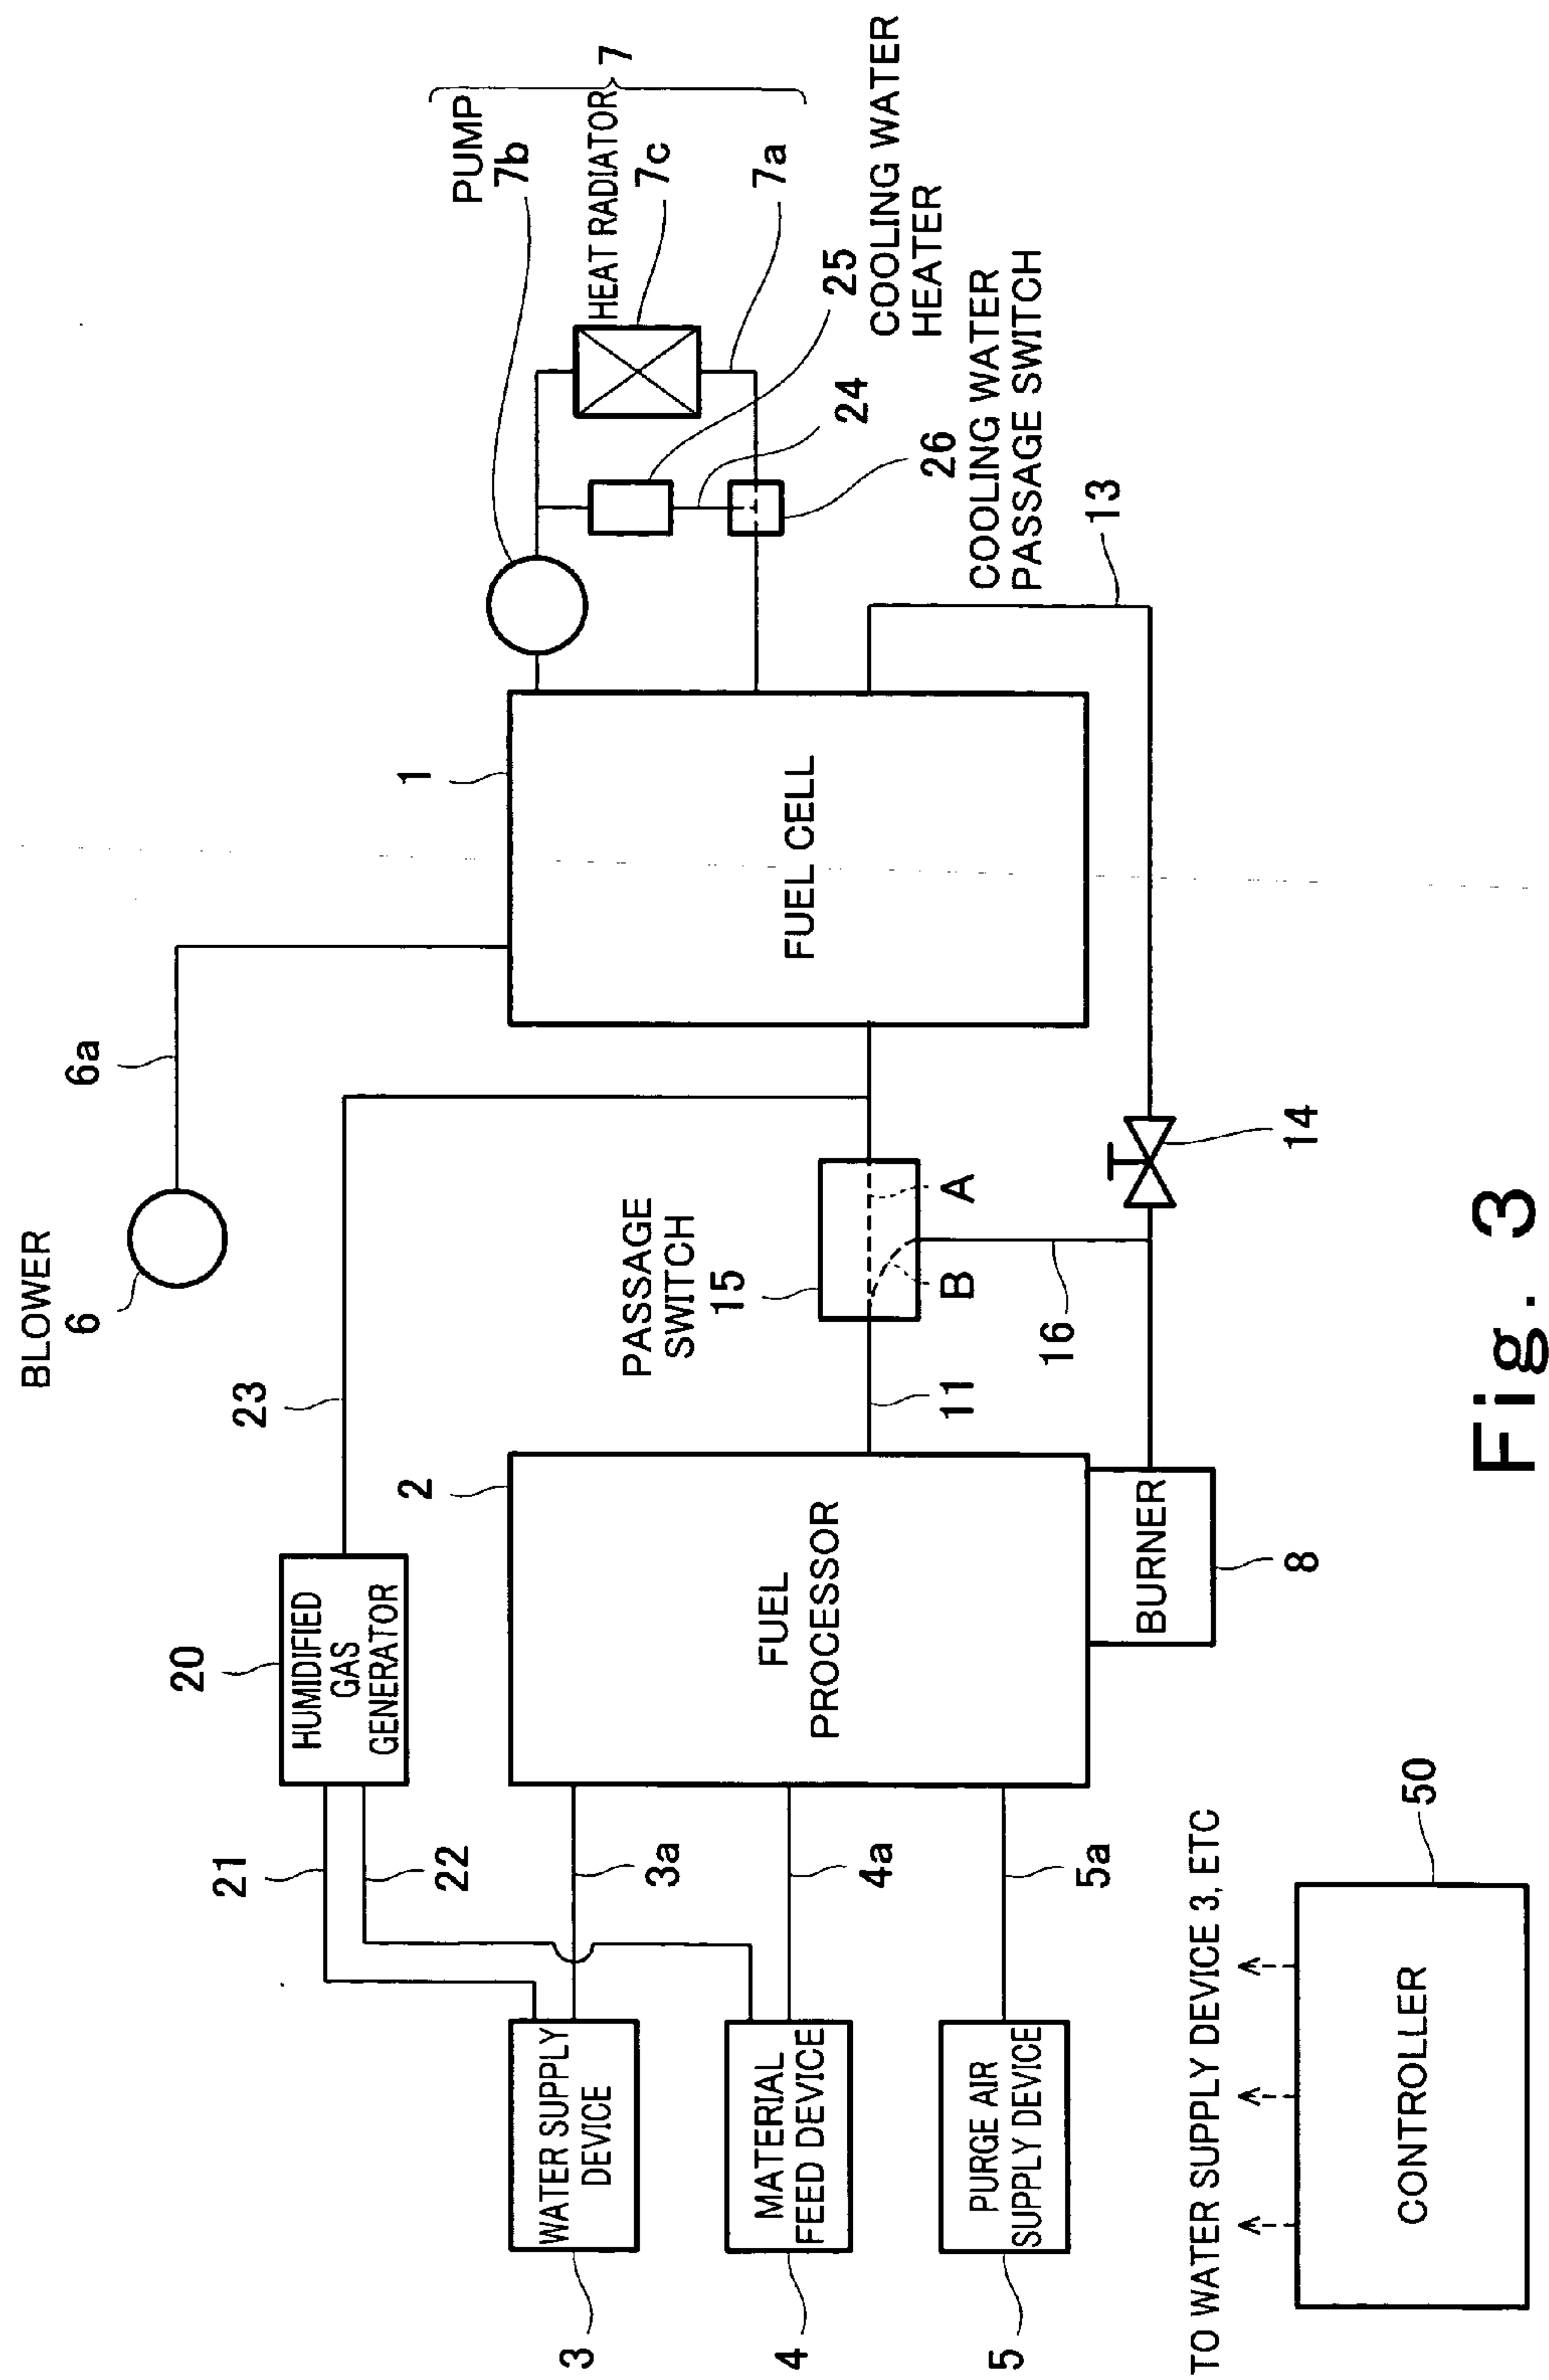 BLOWER
6
6a
23
20
HUMIDIFIED
GAS
GENERATOR
21
22
PASSAGE
SWITCH
15
A
B
11
16
2
FUEL
PROCESSOR
BURNER
8
1
FUEL CELL
PUMP
7b
HEAT RADIATOR
7
7c
7a
25
COOLING WATER
HEATER
24
26
COOLING WATER
PASSAGE SWITCH
13
14
3a
4a
5a
WATER SUPPLY
DEVICE
3
MATERIAL
FEED DEVICE
4
PURGE AIR
SUPPLY DEVICE
5
TO WATER SUPPLY DEVICE 3, ETC
50
CONTROLLER
Fig. 3